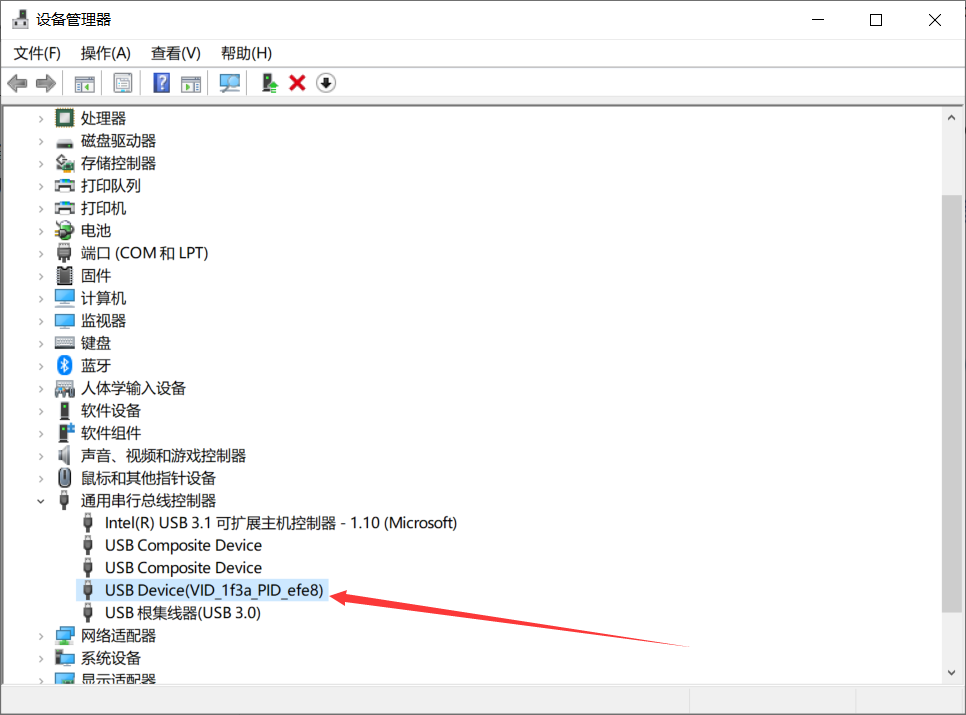 设备管理器
文件(F) 操作(A) 查看(V) 帮助(H)
处理器
磁盘驱动器
存储控制器
打印队列
打印机
电池
端口 (COM 和 LPT)
固件
计算机
监视器
键盘
蓝牙
人体学输入设备
软件设备
软件组件
声音、视频和游戏控制器
鼠标和其他指针设备
通用串行总线控制器
Intel(R) USB 3.1 可扩展主机控制器 - 1.10 (Microsoft)
USB Composite Device
USB Composite Device
USB Device(VID_1f3a_PID_efe8)
USB 根集线器(USB 3.0)
网络适配器
系统设备
显示适配器